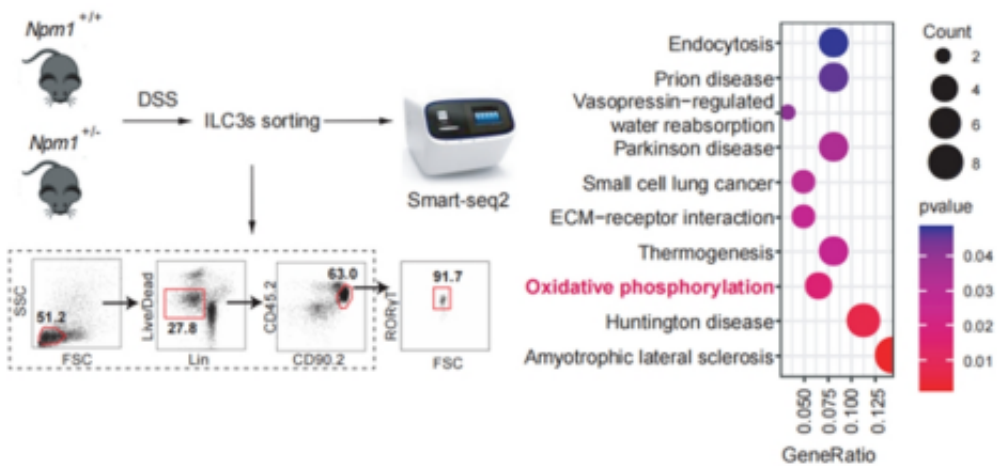 Npm1 +/+
DSS
ILC3s sorting
Npm1 +/-
Smart-seq2
SSC
51.2
FSC
Live/Dead
27.8
Lin
CD45.2
63.0
CD90.2
RORγT
91.7
FSC
Endocytosis
Prion disease
Vasopressin−regulated
water reabsorption
Parkinson disease
Small cell lung cancer
ECM−receptor interaction
Thermogenesis
Oxidative phosphorylation
Huntington disease
Amyotrophic lateral sclerosis
0.050
0.075
0.100
0.125
GeneRatio
Count
2
4
6
8
pvalue
0.04
0.03
0.02
0.01